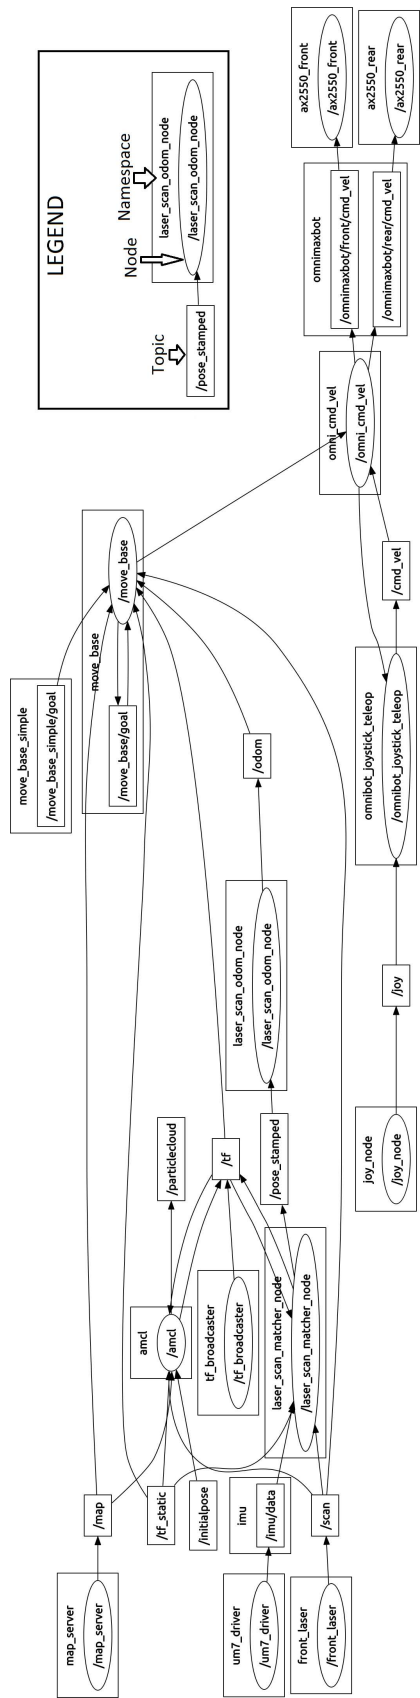 LEGEND
Topic
Node
Namespace
/pose_stamped
laser_scan_odom_node
/laser_scan_odom_node
map_server
/map_server
/map
/tf_static
/initialpose
um7_driver
/um7_driver
imu
/imu/data
front_laser
/front_laser
/scan
amcl
/amcl
/particlecloud
tf_broadcaster
/tf_broadcaster
laser_scan_matcher_node
/laser_scan_matcher_node
/tf
/pose_stamped
laser_scan_odom_node
/laser_scan_odom_node
/odom
move_base_simple
/move_base_simple/goal
move_base
/move_base/goal
/move_base
joy_node
/joy_node
/joy
omnibot_joystick_teleop
/omnibot_joystick_teleop
/cmd_vel
omni_cmd_vel
/omni_cmd_vel
omnimaxbot
/omnimaxbot/front/cmd_vel
/omnimaxbot/rear/cmd_vel
ax2550_front
/ax2550_front
ax2550_rear
/ax2550_rear